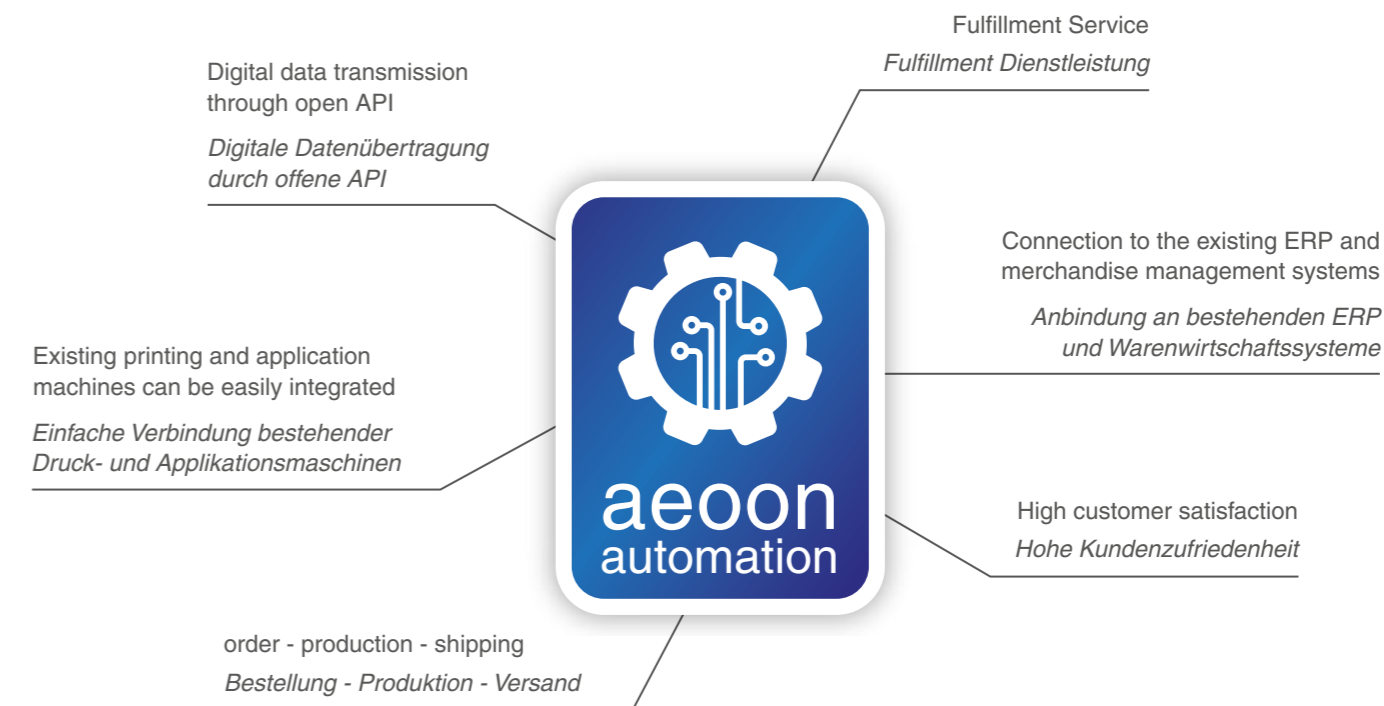 Fulfillment Service
Fulfillment Dienstleistung
Digital data transmission
through open API
Digitale Datenübertragung
durch offene API
Connection to the existing ERP and
merchandise management systems
Anbindung an bestehenden ERP
und Warenwirtschaftssysteme
Existing printing and application
machines can be easily integrated
Einfache Verbindung bestehender
Druck- und Applikationsmaschinen
aeoon
automation
High customer satisfaction
Hohe Kundenzufriedenheit
order - production - shipping
Bestellung - Produktion - Versand